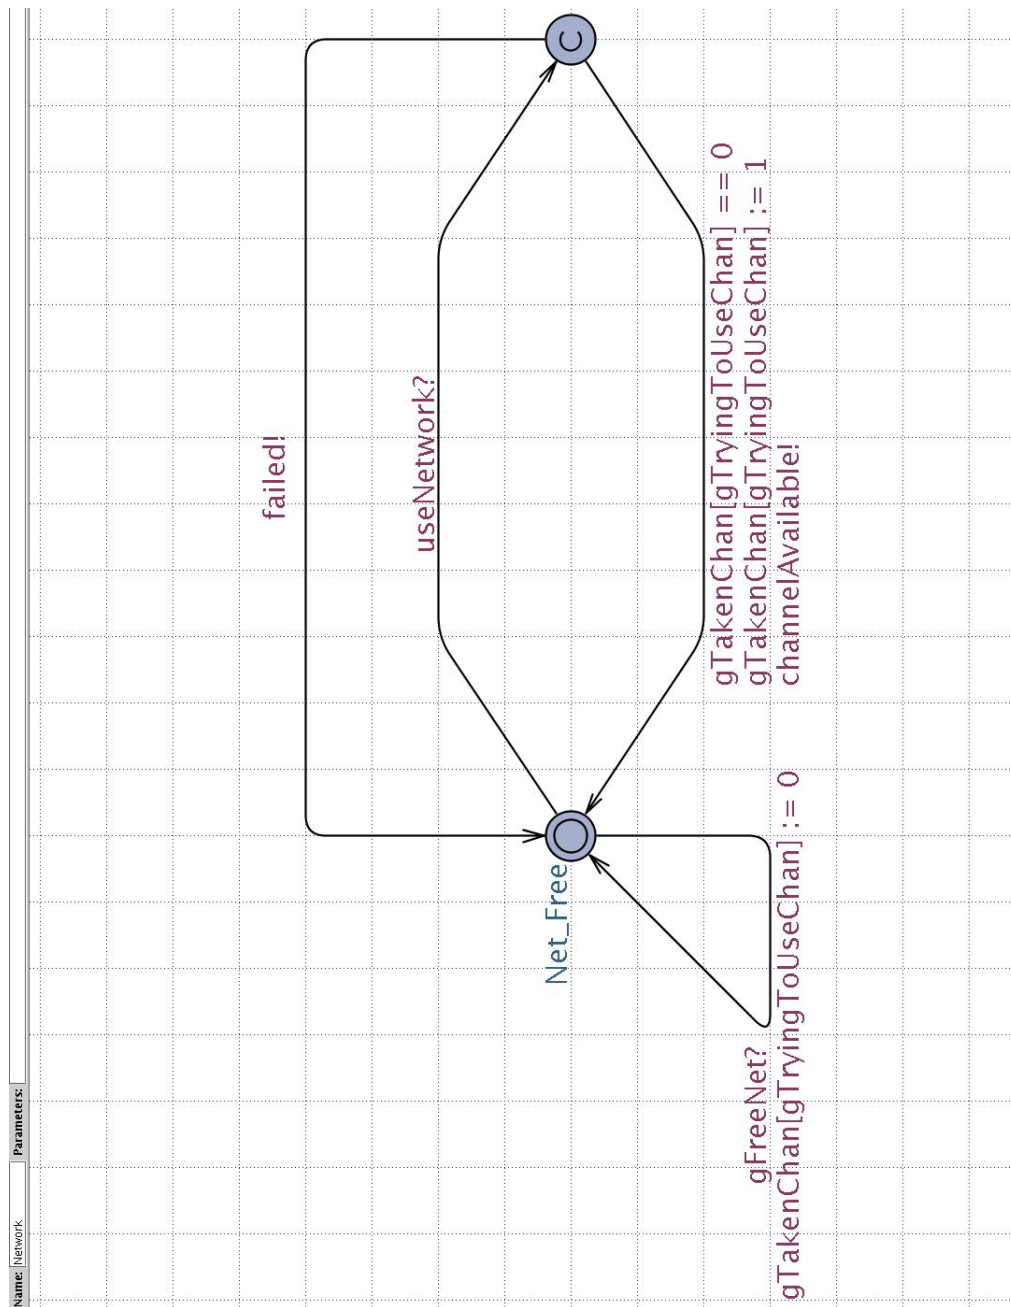 Name: Network Parameters:
failed!
useNetwork?
C
gTakenChan[gTryingToUseChan] == 0
gTakenChan[gTryingToUseChan] := 1
channelAvailable!
Net_Free
gFreeNet?
gTakenChan[gTryingToUseChan] := 0